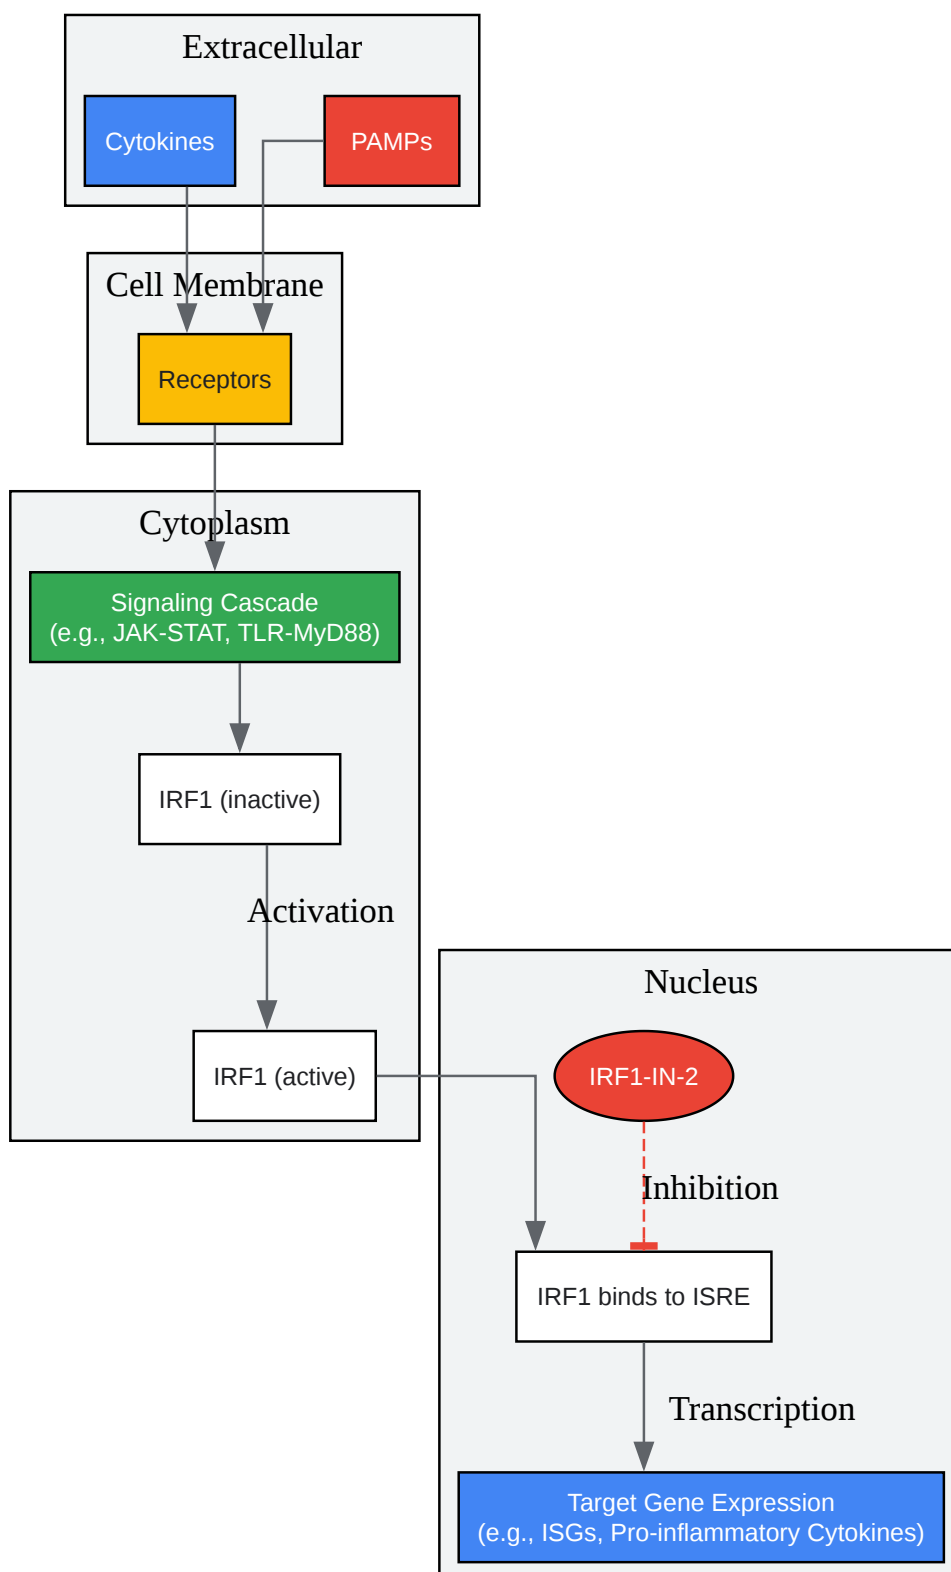 Extracellular
Cytokines
PAMPs
Cell Membrane
Receptors
Cytoplasm
Signaling Cascade
(e.g., JAK-STAT, TLR-MyD88)
IRF1 (inactive)
Activation
IRF1 (active)
Nucleus
IRF1-IN-2
Inhibition
IRF1 binds to ISRE
Transcription
Target Gene Expression
(e.g., ISGs, Pro-inflammatory Cytokines)